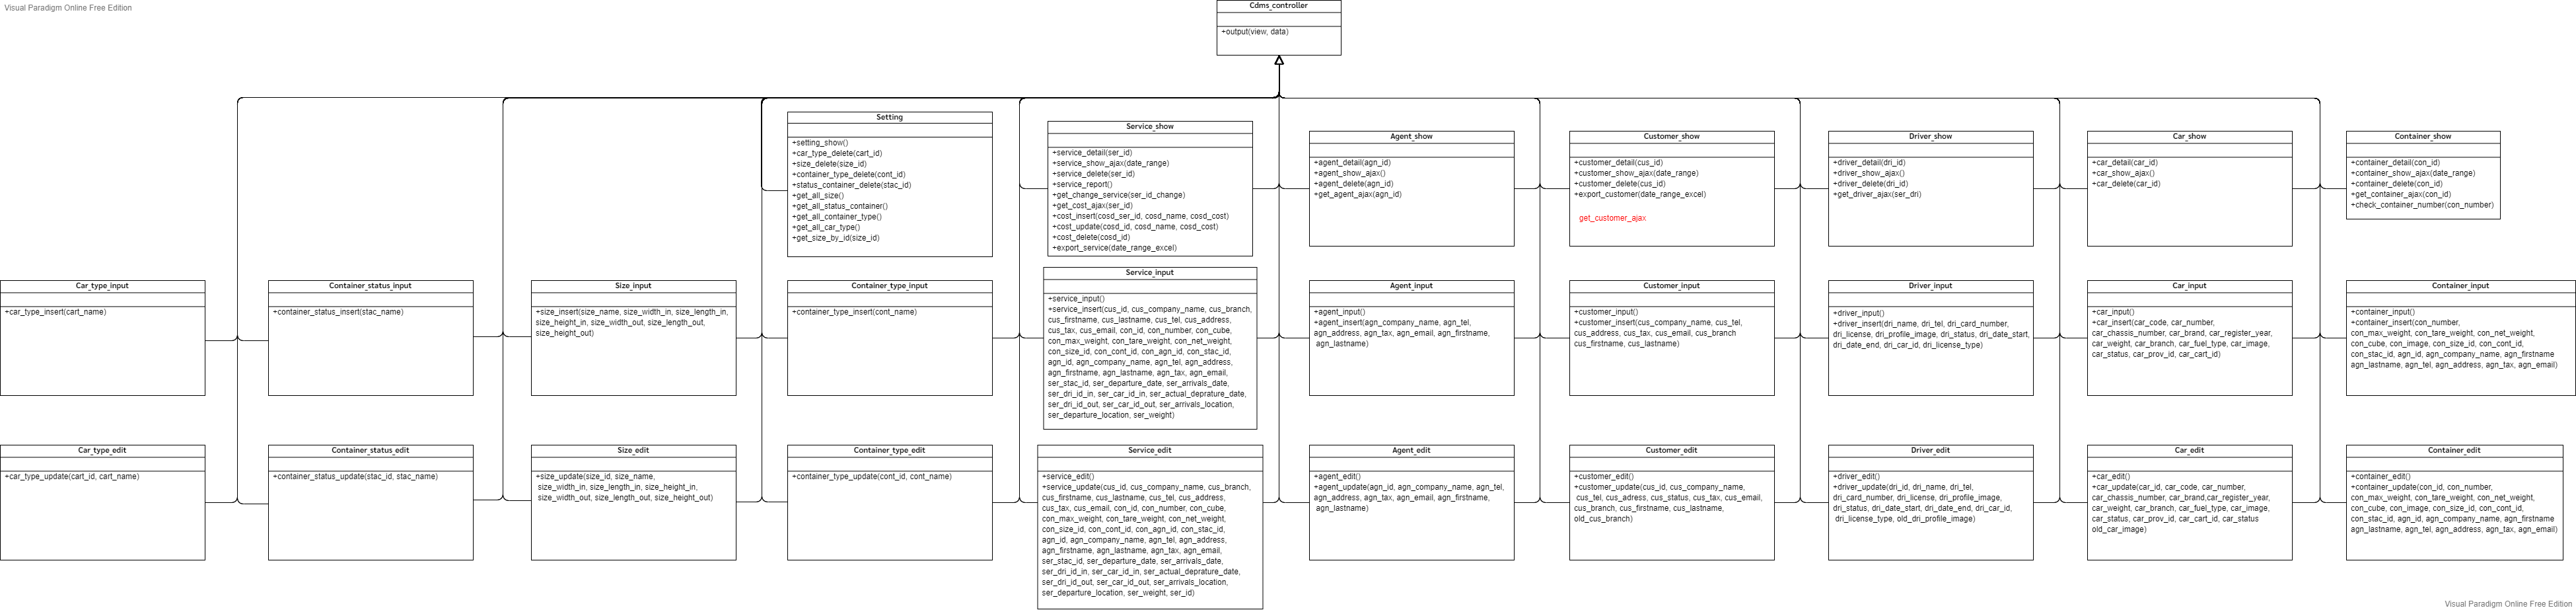 Visual Paradigm Online Free Edition
Cdms_controller
+output(view, data)
Setting
+setting_show()
+car_type_delete(cart_id)
+size_delete(size_id)
+container_type_delete(cont_id)
+status_container_delete(stac_id)
+get_all_size()
+get_all_status_container()
+get_all_container_type()
+get_all_car_type()
+get_size_by_id(size_id)
Service_show
+service_detail(ser_id)
+service_show_ajax(date_range)
+service_delete(ser_id)
+service_report()
+get_change_service(ser_id_change)
+get_cost_ajax(ser_id)
+cost_insert(cosd_ser_id, cosd_name, cosd_cost)
+cost_update(cosd_id, cosd_name, cosd_cost)
+cost_delete(cosd_id)
+export_service(date_range_excel)
Agent_show
+agent_detail(agn_id)
+agent_show_ajax()
+agent_delete(agn_id)
+get_agent_ajax(agn_id)
Customer_show
+customer_detail(cus_id)
+customer_show_ajax(date_range)
+customer_delete(cus_id)
+export_customer(date_range_excel)
get_customer_ajax
Driver_show
+driver_detail(dri_id)
+driver_show_ajax()
+driver_delete(dri_id)
+get_driver_ajax(ser_dri)
Car_show
+car_detail(car_id)
+car_show_ajax()
+car_delete(car_id)
Container_show
+container_detail(con_id)
+container_show_ajax(date_range)
+container_delete(con_id)
+get_container_ajax(con_id)
+check_container_number(con_number)
Car_type_input
+car_type_insert(cart_name)
Container_status_input
+container_status_insert(stac_name)
Size_input
+size_insert(size_name, size_width_in, size_length_in,
size_height_in, size_width_out, size_length_out,
size_height_out)
Container_type_input
+container_type_insert(cont_name)
Service_input
+service_input()
+service_insert(cus_id, cus_company_name, cus_branch,
cus_firstname, cus_lastname, cus_tel, cus_address,
cus_tax, cus_email, con_id, con_number, con_cube,
con_max_weight, con_tare_weight, con_net_weight,
con_size_id, con_cont_id, con_agn_id, con_stac_id,
agn_id, agn_company_name, agn_tel, agn_address,
agn_firstname, agn_lastname, agn_tax, agn_email,
ser_stac_id, ser_departure_date, ser_arrivals_date,
ser_dri_id_in, ser_car_id_in, ser_actual_deprature_date,
ser_dri_id_out, ser_car_id_out, ser_arrivals_location,
ser_departure_location, ser_weight)
Agent_input
+agent_input()
+agent_insert(agn_company_name, agn_tel,
agn_address, agn_tax, agn_email, agn_firstname,
agn_lastname)
Customer_input
+customer_input()
+customer_insert(cus_company_name, cus_tel,
cus_address, cus_tax, cus_email, cus_branch
cus_firstname, cus_lastname)
Driver_input
+driver_input()
+driver_insert(dri_name, dri_tel, dri_card_number,
dri_license, dri_profile_image, dri_status, dri_date_start,
dri_date_end, dri_car_id, dri_license_type)
Car_input
+car_input()
+car_insert(car_code, car_number,
car_chassis_number, car_brand, car_register_year,
car_weight, car_branch, car_fuel_type, car_image,
car_status, car_prov_id, car_cart_id)
Container_input
+container_input()
+container_insert(con_number,
con_max_weight, con_tare_weight, con_net_weight,
con_cube, con_image, con_size_id, con_cont_id,
con_stac_id, agn_id, agn_company_name, agn_firstname
agn_lastname, agn_tel, agn_address, agn_tax, agn_email)
Car_type_edit
+car_type_update(cart_id, cart_name)
Container_status_edit
+container_status_update(stac_id, stac_name)
Size_edit
+size_update(size_id, size_name,
size_width_in, size_length_in, size_height_in,
size_width_out, size_length_out, size_height_out)
Container_type_edit
+container_type_update(cont_id, cont_name)
Service_edit
+service_edit()
+service_update(cus_id, cus_company_name, cus_branch,
cus_firstname, cus_lastname, cus_tel, cus_address,
cus_tax, cus_email, con_id, con_number, con_cube,
con_max_weight, con_tare_weight, con_net_weight,
con_size_id, con_cont_id, con_agn_id, con_stac_id,
agn_id, agn_company_name, agn_tel, agn_address,
agn_firstname, agn_lastname, agn_tax, agn_email,
ser_stac_id, ser_departure_date, ser_arrivals_date,
ser_dri_id_in, ser_car_id_in, ser_actual_deprature_date,
ser_dri_id_out, ser_car_id_out, ser_arrivals_location,
ser_departure_location, ser_weight, ser_id)
Agent_edit
+agent_edit()
+agent_update(agn_id, agn_company_name, agn_tel,
agn_address, agn_tax, agn_email, agn_firstname,
agn_lastname)
Customer_edit
+customer_edit()
+customer_update(cus_id, cus_company_name,
cus_tel, cus_adress, cus_status, cus_tax, cus_email,
cus_branch, cus_firstname, cus_lastname,
old_cus_branch)
Driver_edit
+driver_edit()
+driver_update(dri_id, dri_name, dri_tel,
dri_card_number, dri_license, dri_profile_image,
dri_status, dri_date_start, dri_date_end, dri_car_id,
dri_license_type, old_dri_profile_image)
Car_edit
+car_edit()
+car_update(car_id, car_code, car_number,
car_chassis_number, car_brand,car_register_year,
car_weight, car_branch, car_fuel_type, car_image,
car_status, car_prov_id, car_cart_id, car_status
old_car_image)
Container_edit
+container_edit()
+container_update(con_id, con_number,
con_max_weight, con_tare_weight, con_net_weight,
con_cube, con_image, con_size_id, con_cont_id,
con_stac_id, agn_id, agn_company_name, agn_firstname
agn_lastname, agn_tel, agn_address, agn_tax, agn_email)
Visual Paradigm Online Free Edition